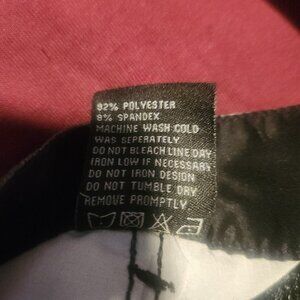 92% POLYESTER
8% SPANDEX
MACHINE WASH COLD
WAS SEPERATELY
DO NOT BLEACH LINE DAY
IRON LOW IF NECESSARY
DO NOT IRON DESIGN
DO NOT TUMBLE DRY
REMOVE PROMPTLY